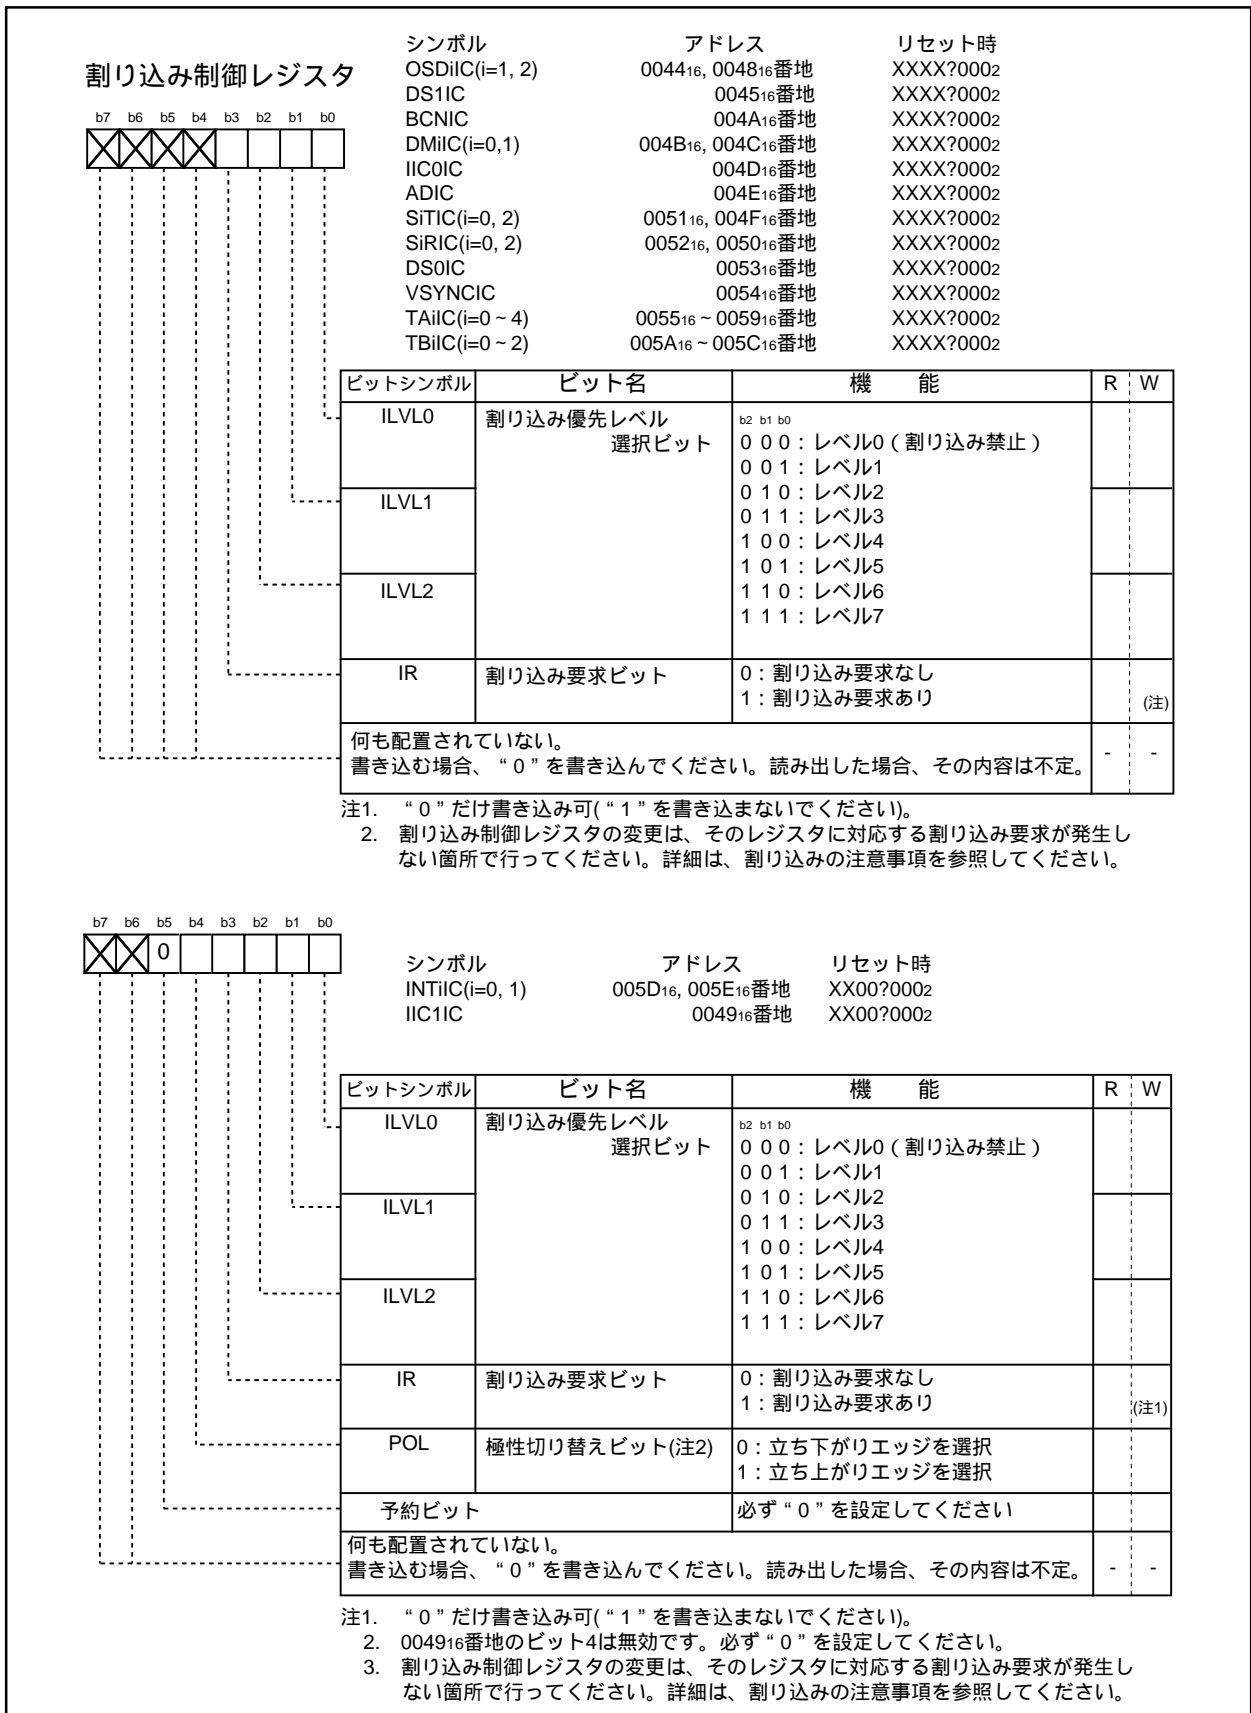 割り込み制御レジスタ
シンボル アドレス リセット時
OSDiIC(i=1, 2) 004416, 004816番地 XXXX?0002
DS1IC 004516番地 XXXX?0002
BCNIC 004A16番地 XXXX?0002
DMiIC(i=0,1) 004B16, 004C16番地 XXXX?0002
IIC0IC 004D16番地 XXXX?0002
ADIC 004E16番地 XXXX?0002
SiTIC(i=0, 2) 005116, 004F16番地 XXXX?0002
SiRIC(i=0, 2) 005216, 005016番地 XXXX?0002
DS0IC 005316番地 XXXX?0002
VSYNCIC 005416番地 XXXX?0002
TAiIC(i=0 ~ 4) 005516 ~ 005916番地 XXXX?0002
TBiIC(i=0 ~ 2) 005A16 ~ 005C16番地 XXXX?0002
b7 b6 b5 b4 b3 b2 b1 b0
ビットシンボル ビット名 機 能 R W
ILVL0 割り込み優先レベル b2 b1 b0
選択ビット 0 0 0 : レベル0 ( 割り込み禁止 )
0 0 1 : レベル1
ILVL1 0 1 0 : レベル2
0 1 1 : レベル3
1 0 0 : レベル4
1 0 1 : レベル5
ILVL2 1 1 0 : レベル6
1 1 1 : レベル7
IR 割り込み要求ビット 0 : 割り込み要求なし
1 : 割り込み要求あり (注)
何も配置されていない。
書き込む場合、“ 0 ” を書き込んでください。読み出した場合、その内容は不定。 - -
注1. “ 0 ” だけ書き込み可( “ 1 ” を書き込まないでください)。
2. 割り込み制御レジスタの変更は、そのレジスタに対応する割り込み要求が発生し
ない箇所で行ってください。詳細は、割り込みの注意事項を参照してください。
b7 b6 b5 b4 b3 b2 b1 b0
0
シンボル アドレス リセット時
INTiIC(i=0, 1) 005D16, 005E16番地 XX00?0002
IIC1IC 004916番地 XX00?0002
ビットシンボル ビット名 機 能 R W
ILVL0 割り込み優先レベル b2 b1 b0
選択ビット 0 0 0 : レベル0 ( 割り込み禁止 )
0 0 1 : レベル1
ILVL1 0 1 0 : レベル2
0 1 1 : レベル3
1 0 0 : レベル4
1 0 1 : レベル5
ILVL2 1 1 0 : レベル6
1 1 1 : レベル7
IR 割り込み要求ビット 0 : 割り込み要求なし
1 : 割り込み要求あり (注1)
POL 極性切り替えビット(注2) 0 : 立ち下がりエッジを選択
1 : 立ち上がりエッジを選択
予約ビット 必ず “ 0 ” を設定してください
何も配置されていない。
書き込む場合、“ 0 ” を書き込んでください。読み出した場合、その内容は不定。 - -
注1. “ 0 ” だけ書き込み可( “ 1 ” を書き込まないでください)。
2. 004916番地のビット4は無効です。必ず “ 0 ” を設定してください。
3. 割り込み制御レジスタの変更は、そのレジスタに対応する割り込み要求が発生し
ない箇所で行ってください。詳細は、割り込みの注意事項を参照してください。